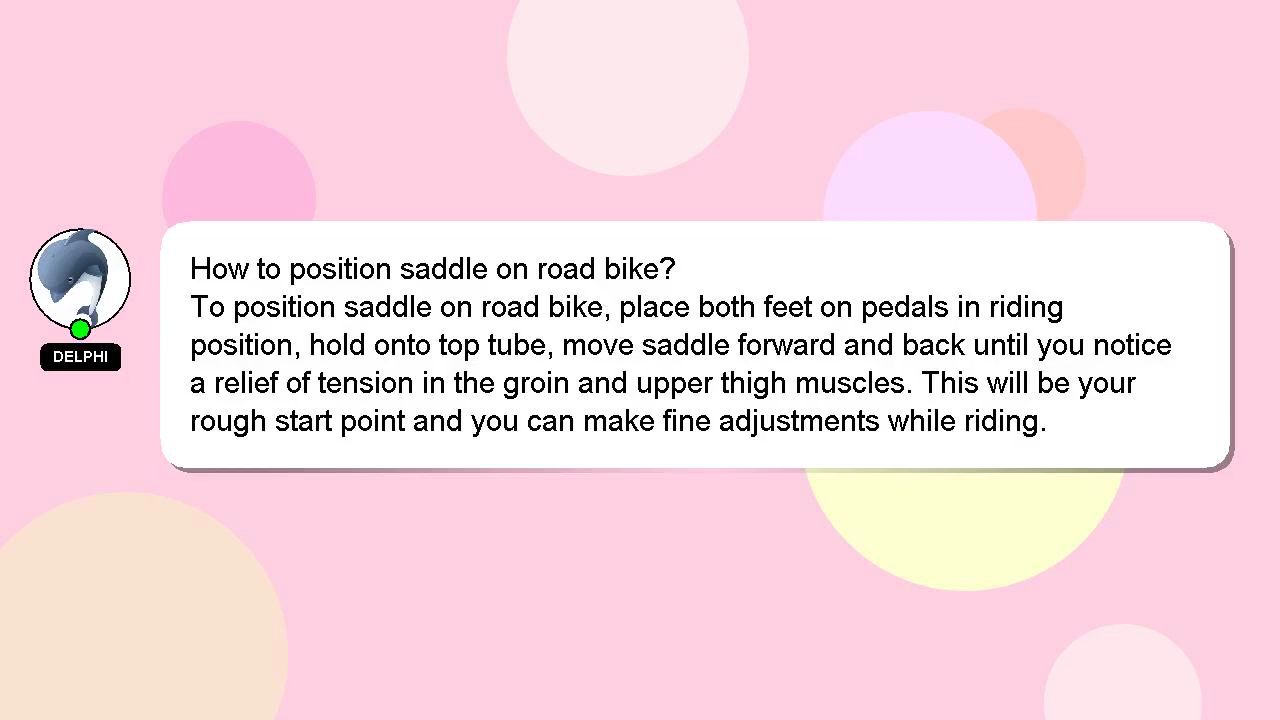 How to position saddle on road bike?
To position saddle on road bike, place both feet on pedals in riding
position, hold onto top tube, move saddle forward and back until you notice
a relief of tension in the groin and upper thigh muscles. This will be your
rough start point and you can make fine adjustments while riding.
DELPHI